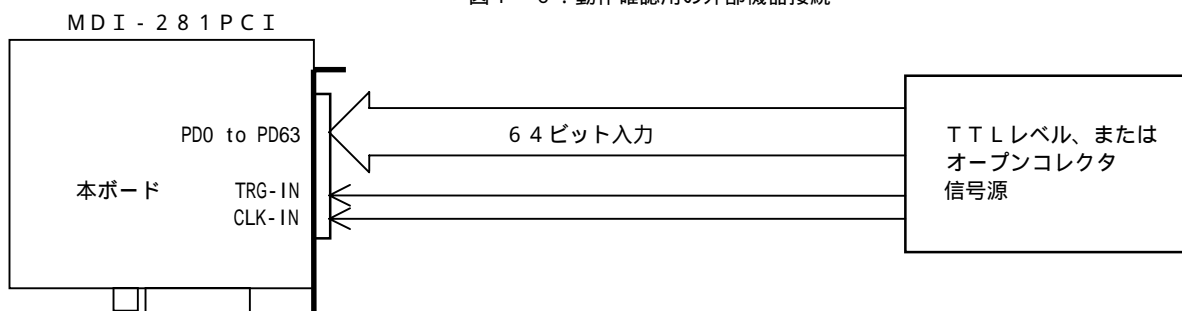 MDI-281PCI
PD0 to PD63
64ビット入力
TTLレベル、または
オープンコレクタ
信号源
本ボード
TRG-IN
CLK-IN